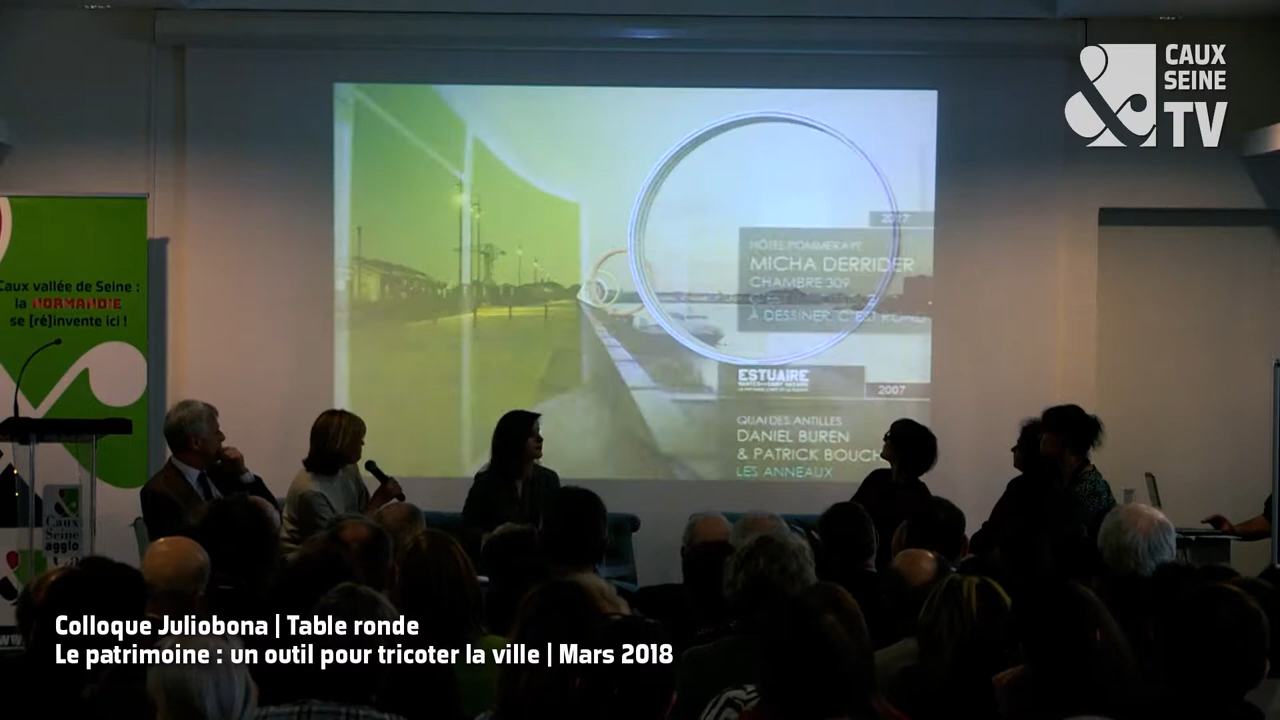 CAUX
SEINE
TV
2017
HÔTEL POMMERAYE
MICHA DERRIDER
CHAMBRE 309
À DESSINER, C'EST
ESTUAIRE
2007
QUAI DES ANTILLES
DANIEL BUREN
& PATRICK BOUCH
LES ANNEAUX
Caux vallée de Seine :
la NORMANDIE
se [ré]invente ici !
Caux
Seine
agglo
Colloque Juliobona | Table ronde
Le patrimoine : un outil pour tricoter la ville | Mars 2018